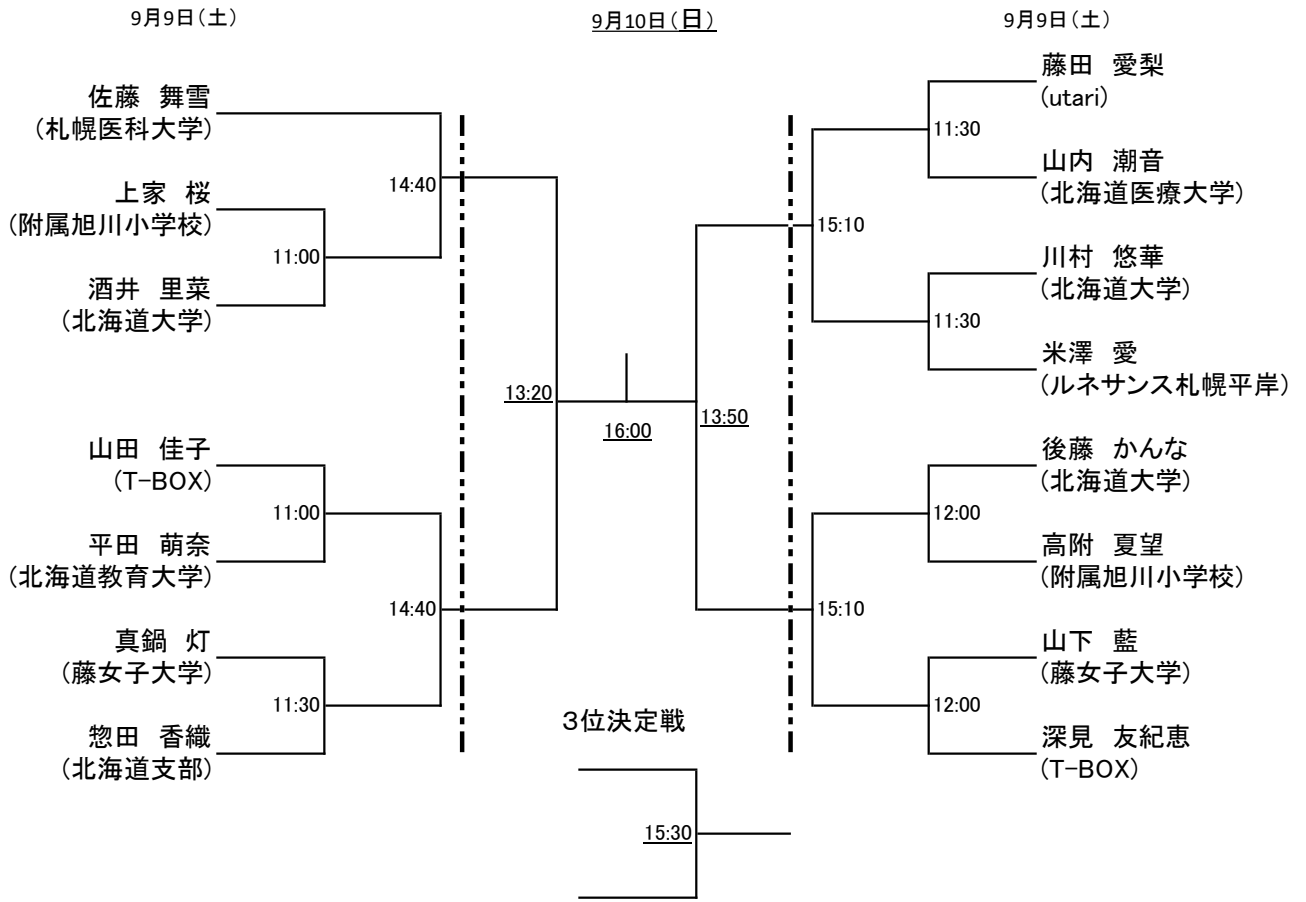 9月9日(土)
9月10日(日)
9月9日(土)
佐藤　舞雪
(札幌医科大学)
14:40
上家　桜
(附属旭川小学校)
11:00
酒井　里菜
(北海道大学)
山田　佳子
(T-BOX)
11:00
平田　萌奈
(北海道教育大学)
14:40
真鍋　灯
(藤女子大学)
11:30
惣田　香織
(北海道支部)
13:20
16:00
13:50
3位決定戦
15:30
藤田　愛梨
(utari)
11:30
山内　潮音
(北海道医療大学)
15:10
川村　悠華
(北海道大学)
11:30
米澤　愛
(ルネサンス札幌平岸)
後藤　かんな
(北海道大学)
12:00
高附　夏望
(附属旭川小学校)
15:10
山下　藍
(藤女子大学)
12:00
深見　友紀恵
(T-BOX)